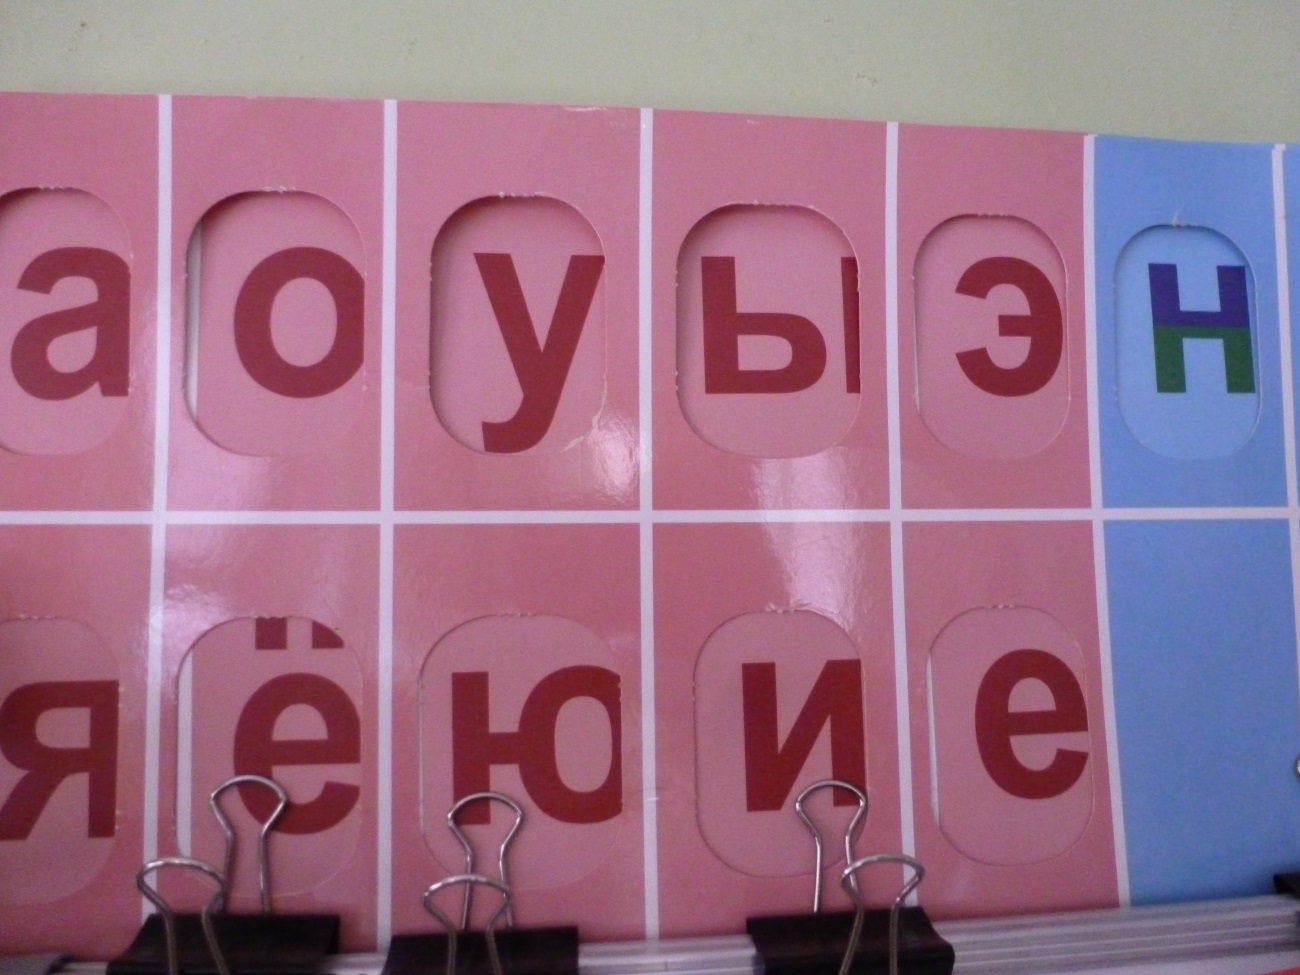 а о у ы э н
я ё ю и е